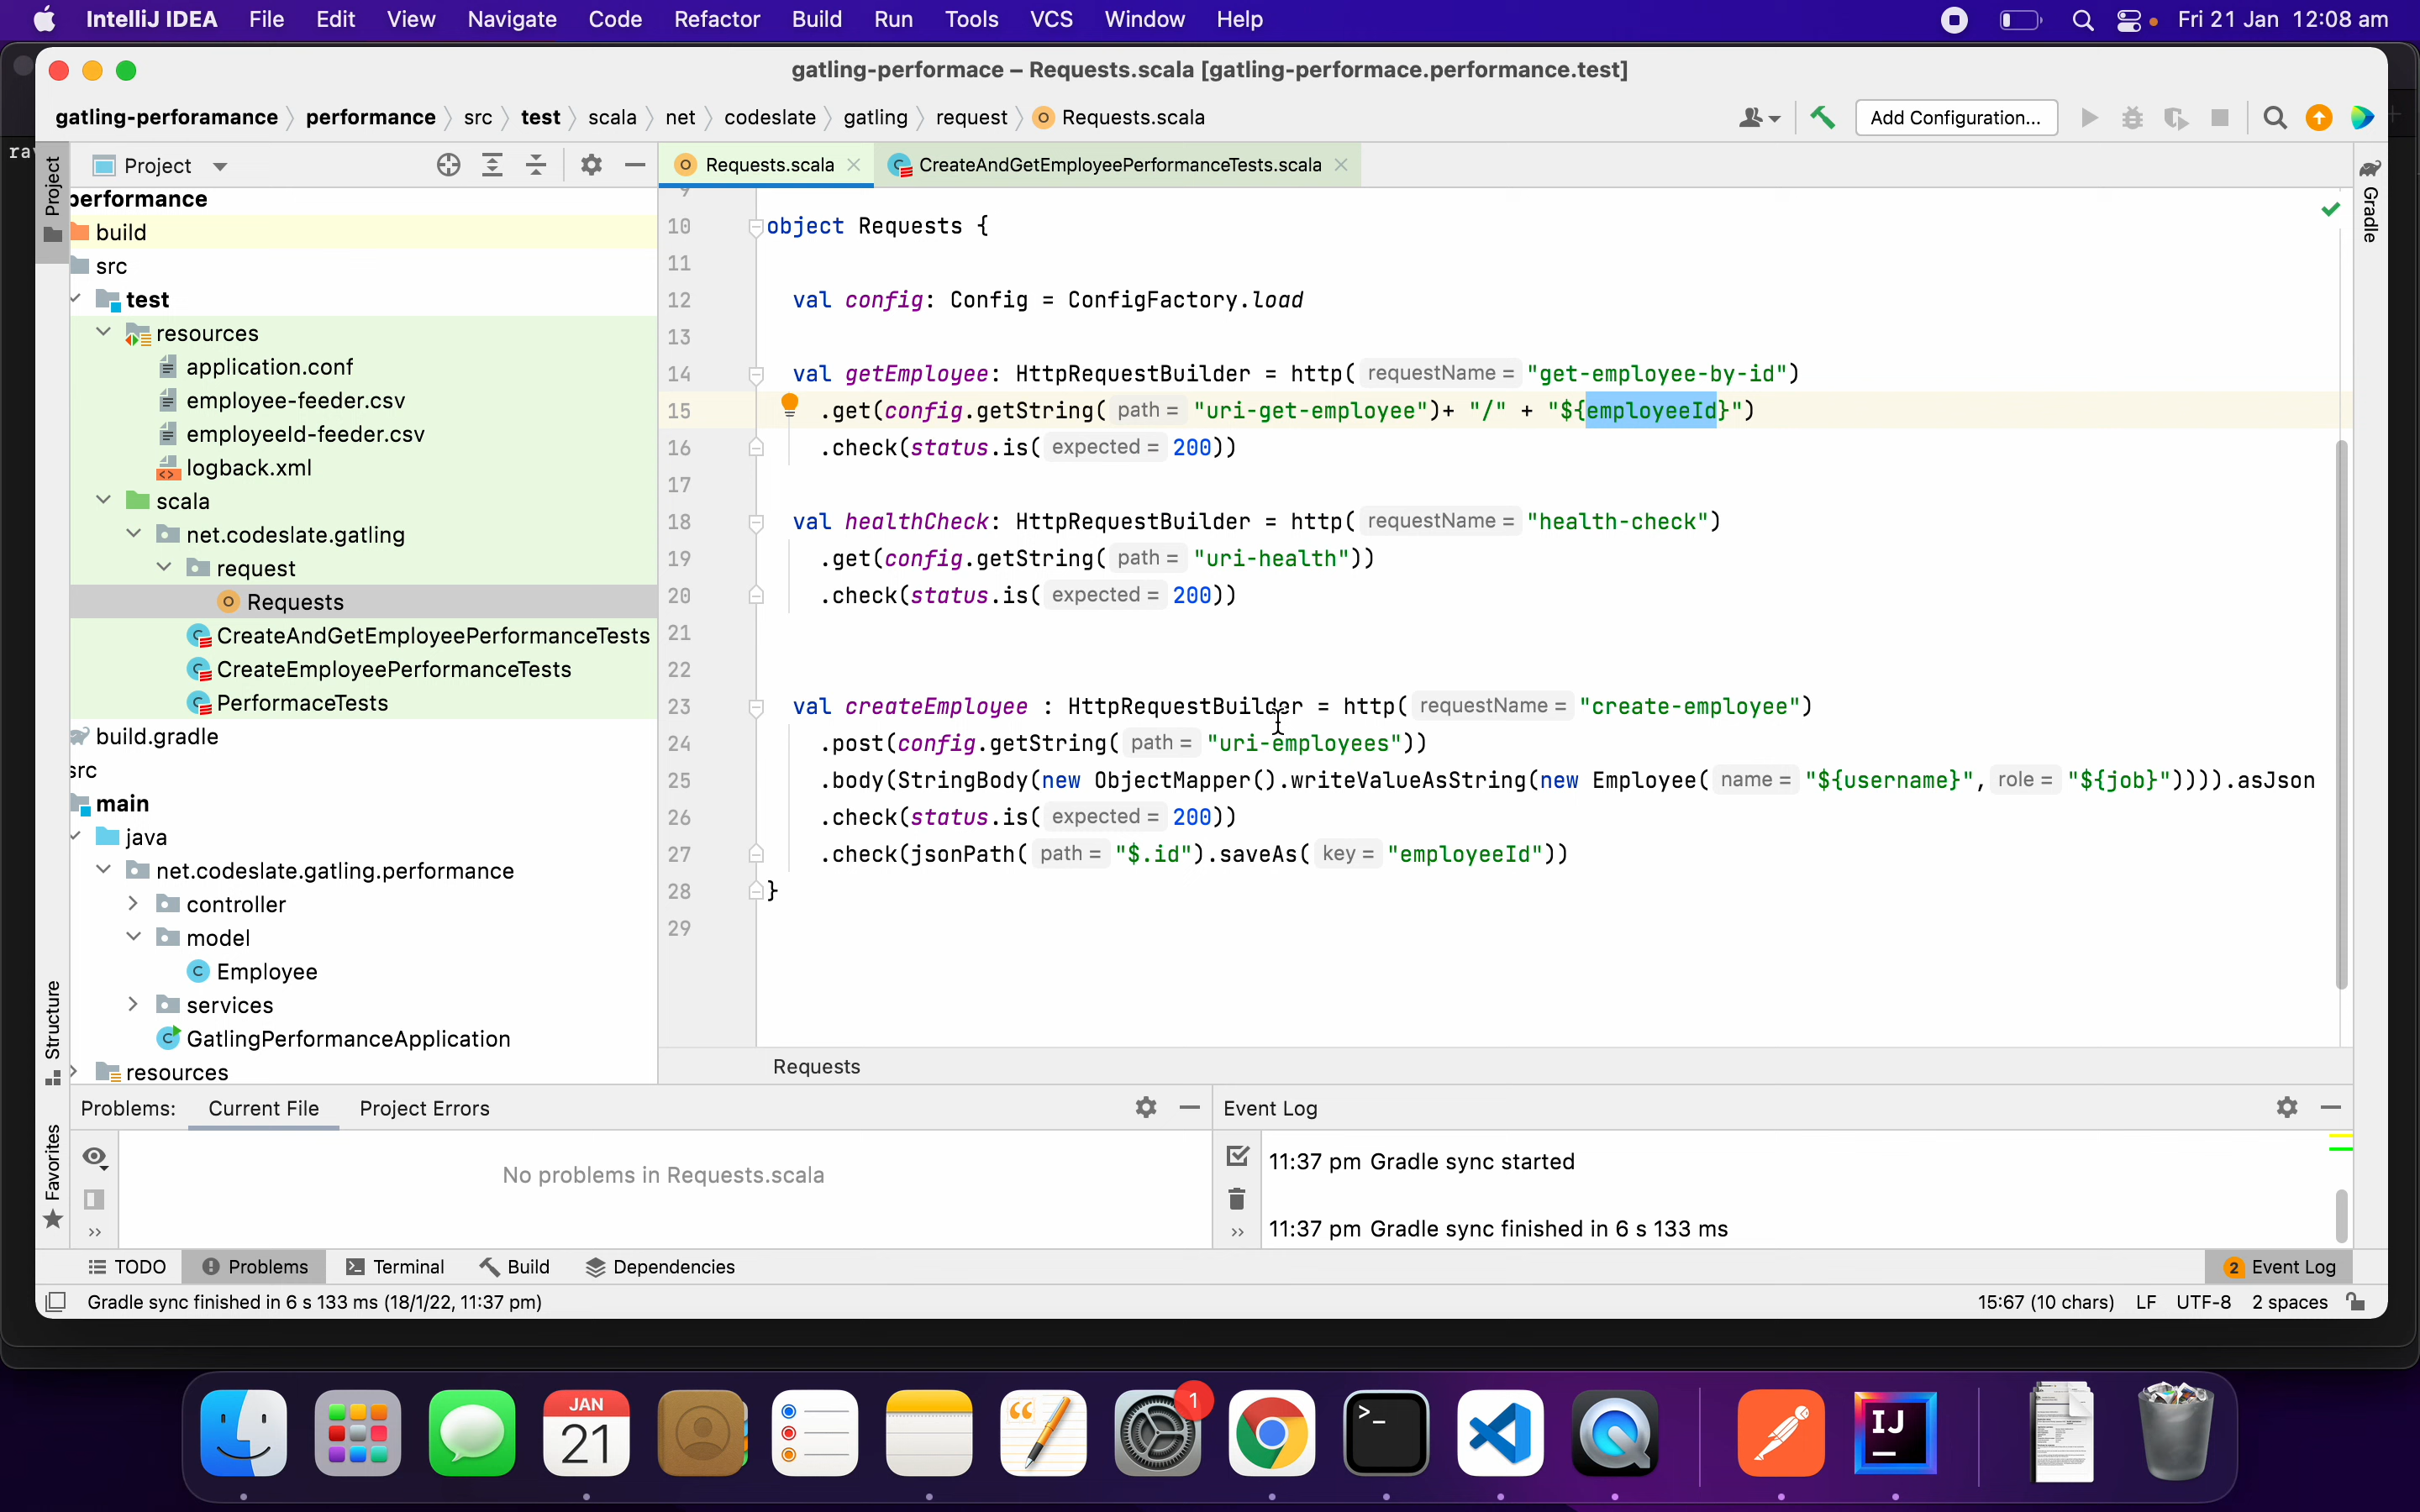 IntelliJ IDEA File Edit View Navigate Code Refactor Build Run Tools VCS Window Help Fri 21 Jan 12:08 am
gatling-performace – Requests.scala [gatling-performace.performance.test]
gatling-perforamance performance src test scala net codeslate gatling request Requests.scala Add Configuration...
Project Requests.scala CreateAndGetEmployeePerformanceTests.scala
Project
Gradle
performance
build
src
test
resources
application.conf
employee-feeder.csv
employeeId-feeder.csv
logback.xml
scala
net.codeslate.gatling
request
Requests
CreateAndGetEmployeePerformanceTests
CreateEmployeePerformanceTests
PerformaceTests
build.gradle
src
main
java
net.codeslate.gatling.performance
controller
model
Employee
services
GatlingPerformanceApplication
resources
Structure
Favorites
9
10 object Requests {
11
12 val config: Config = ConfigFactory.load
13
14 val getEmployee: HttpRequestBuilder = http( requestName = "get-employee-by-id")
15 .get(config.getString( path = "uri-get-employee")+ "/" + "${employeeId}")
16 .check(status.is( expected = 200))
17
18 val healthCheck: HttpRequestBuilder = http( requestName = "health-check")
19 .get(config.getString( path = "uri-health"))
20 .check(status.is( expected = 200))
21
22
23 val createEmployee : HttpRequestBuilder = http( requestName = "create-employee")
24 .post(config.getString( path = "uri-employees"))
25 .body(StringBody(new ObjectMapper().writeValueAsString(new Employee( name = "${username}", role = "${job}")))).asJson
26 .check(status.is( expected = 200))
27 .check(jsonPath( path = "$.id").saveAs( key = "employeeId"))
28 }
29
Requests
Problems: Current File Project Errors
No problems in Requests.scala
Event Log
11:37 pm Gradle sync started
11:37 pm Gradle sync finished in 6 s 133 ms
TODO Problems Terminal Build Dependencies 2 Event Log
Gradle sync finished in 6 s 133 ms (18/1/22, 11:37 pm) 15:67 (10 chars) LF UTF-8 2 spaces
JAN
21
1
>_
IJ